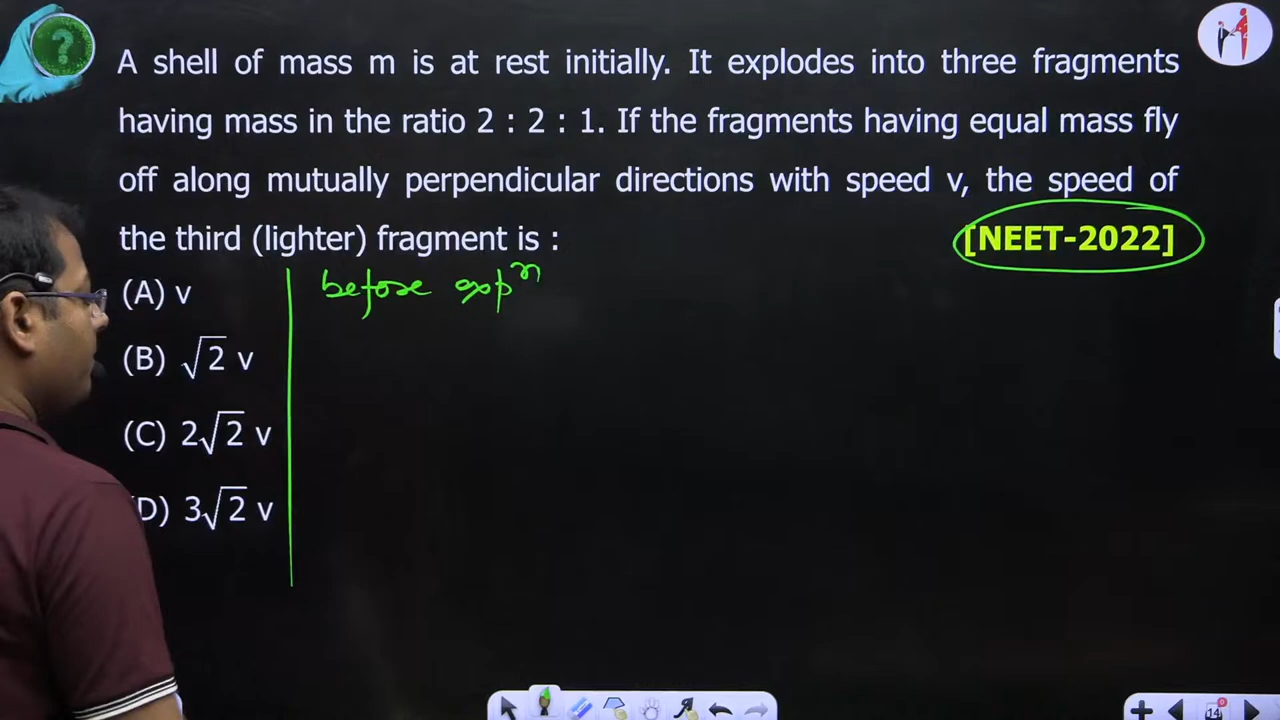 A shell of mass m is at rest initially. It explodes into three fragments
having mass in the ratio 2 : 2 : 1. If the fragments having equal mass fly
off along mutually perpendicular directions with speed v, the speed of
the third (lighter) fragment is :
[NEET-2022]
(A) v
(B) √2 v
(C) 2√2 v
D) 3√2 v
before expⁿ
14